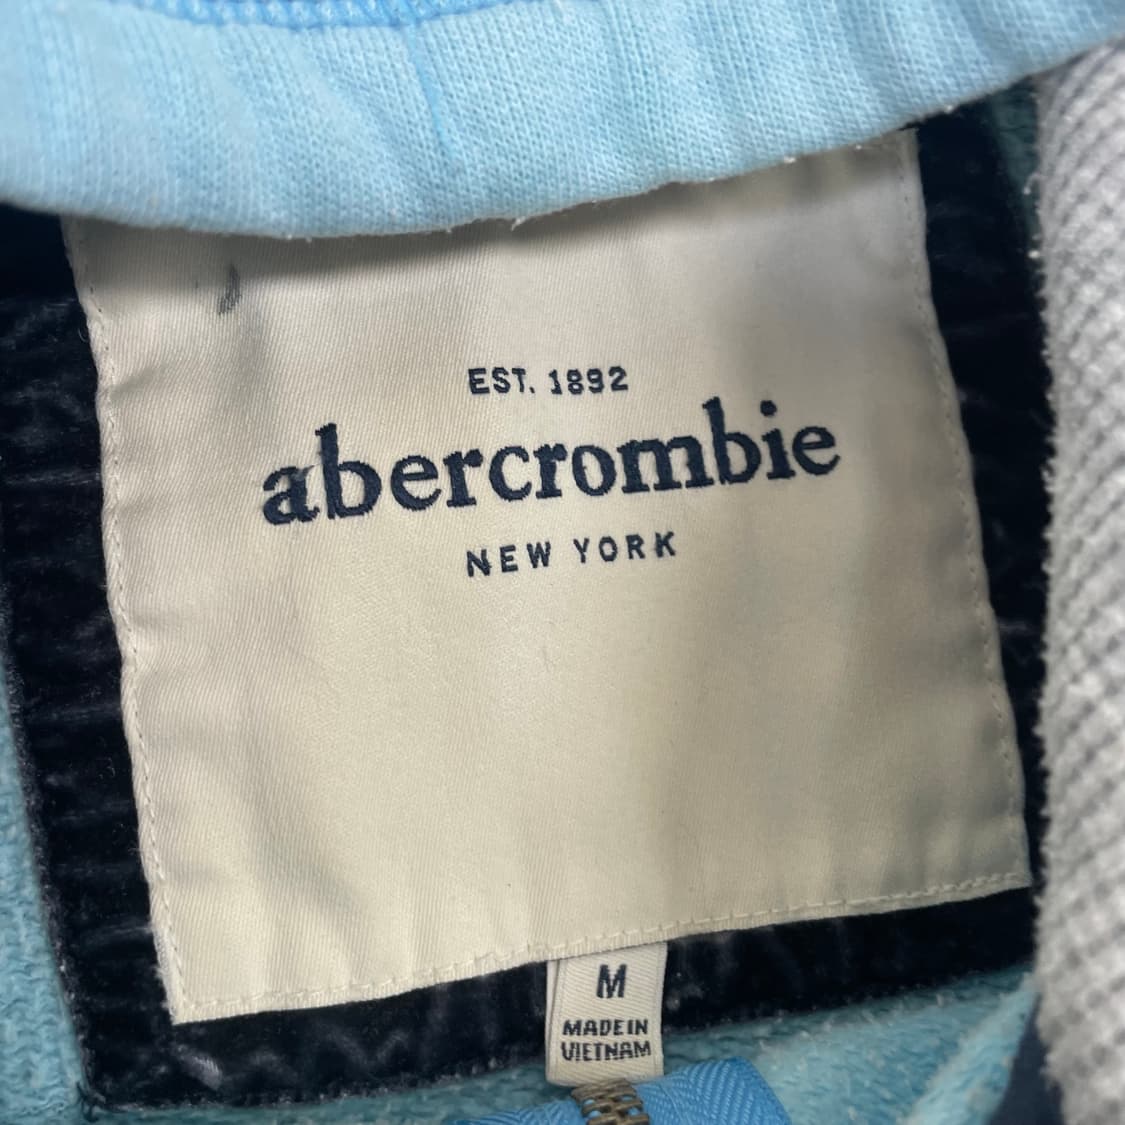 EST. 1892
abercrombie
NEW YORK
M
MADE IN
VIETNAM